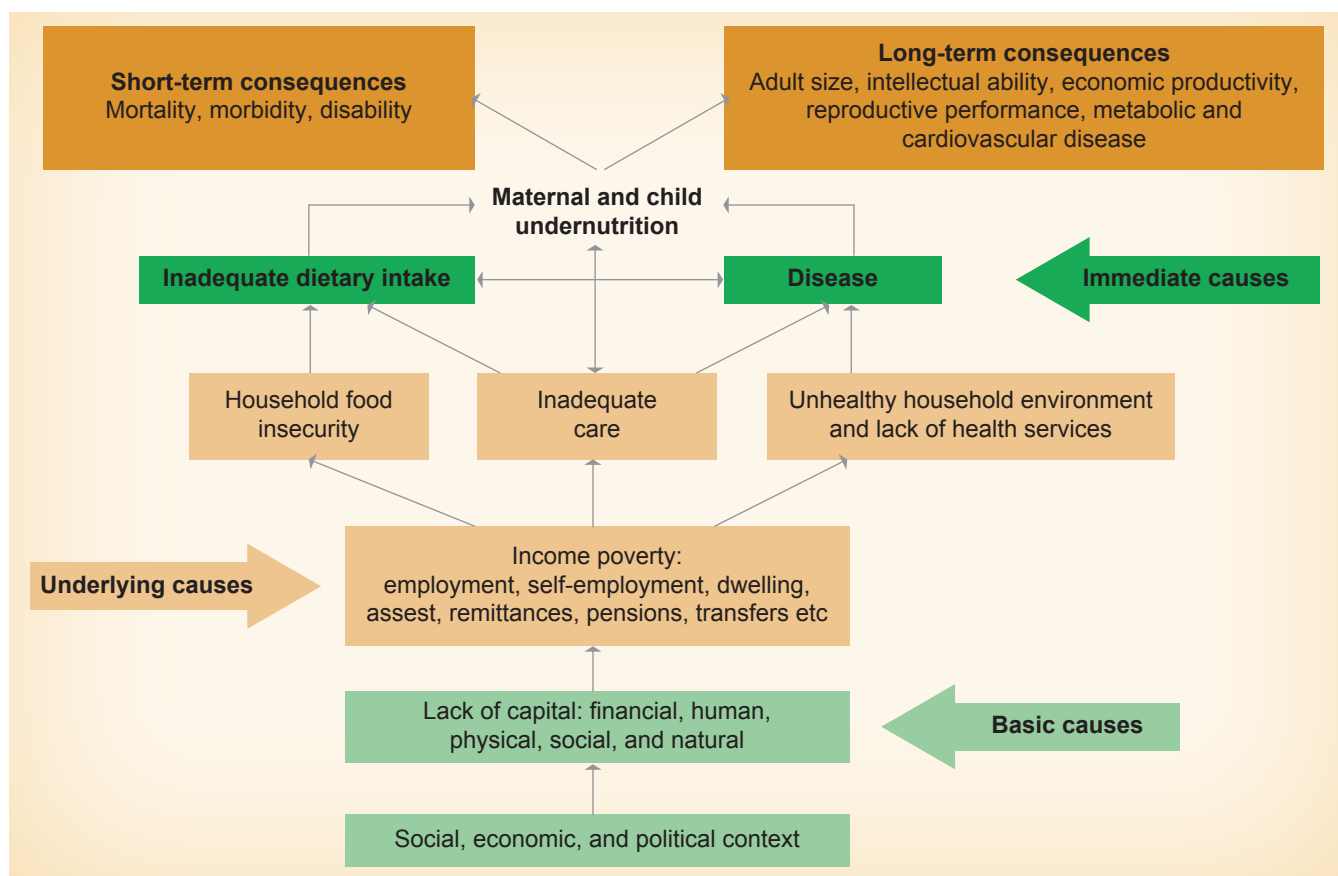 Short-term consequences
Mortality, morbidity, disability
Long-term consequences
Adult size, intellectual ability, economic productivity,
reproductive performance, metabolic and
cardiovascular disease
Maternal and child
undernutrition
Inadequate dietary intake
Disease
Immediate causes
Household food
insecurity
Inadequate
care
Unhealthy household environment
and lack of health services
Underlying causes
Income poverty:
employment, self-employment, dwelling,
assest, remittances, pensions, transfers etc
Lack of capital: financial, human,
physical, social, and natural
Basic causes
Social, economic, and political context